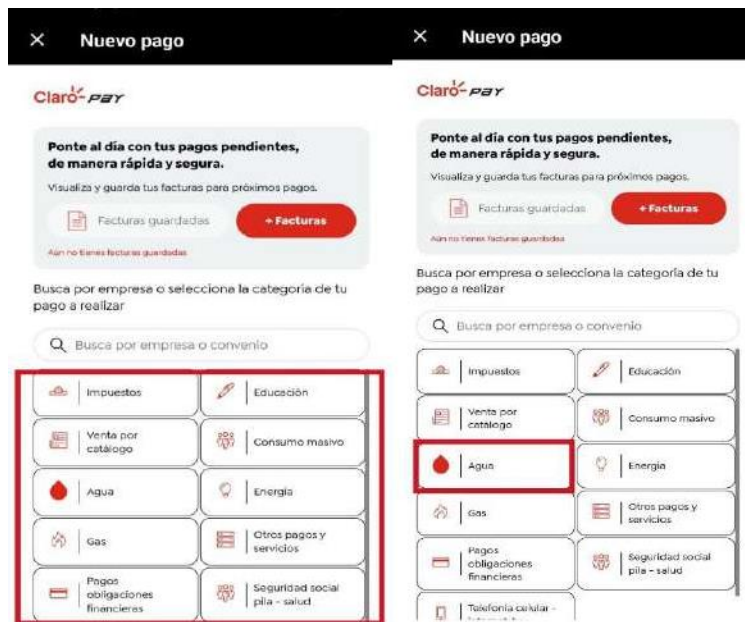 Nuevo pago
Claro-pay
Ponte al día con tus pagos pendientes,
de manera rápida y segura.
Visualiza y guarda tus facturas para próximos pagos.
Facturas guardadas
+ Facturas
Aún no tienes facturas guardadas
Busca por empresa o selecciona la categoría de tu
pago a realizar
Busca por empresa o convenio
Impuestos
Educación
Venta por
catálogo
Consumo masivo
Agua
Energía
Gas
Otros pagos y
servicios
Pagos
obligaciones
financieras
Seguridad social
pila - salud
Nuevo pago
Claro-pay
Ponte al día con tus pagos pendientes,
de manera rápida y segura.
Visualiza y guarda tus facturas para próximos pagos.
Facturas guardadas
+ Facturas
Aún no tienes facturas guardadas
Busca por empresa o selecciona la categoría de tu
pago a realizar
Busca por empresa o convenio
Impuestos
Educación
Venta por
catálogo
Consumo masivo
Agua
Energía
Gas
Otros pagos y
servicios
Pagos
obligaciones
financieras
Seguridad social
pila - salud
Telefonía celular -